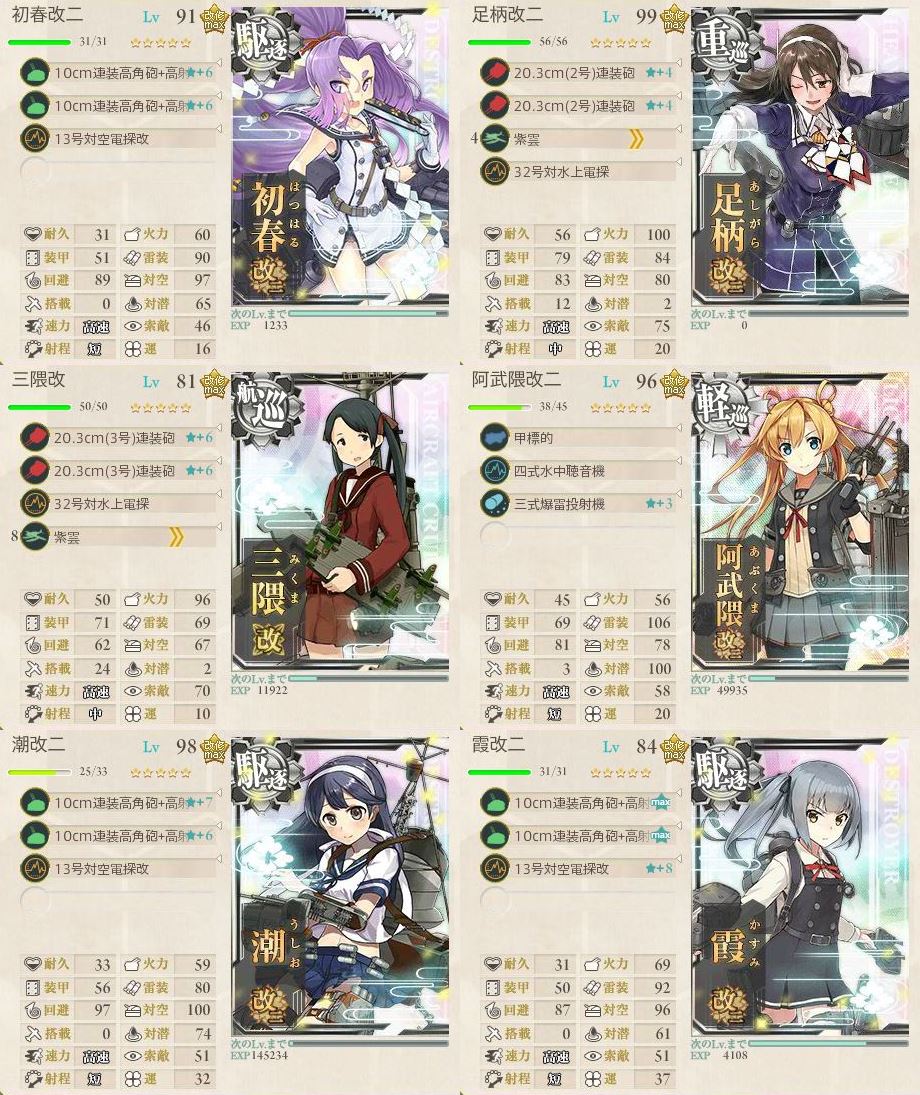 初春改二 Lv 91 改修max
31/31
10cm連装高角砲+高射 ★+6
10cm連装高角砲+高射 ★+6
13号対空電探改
耐久 31 火力 60
装甲 51 雷装 90
回避 89 対空 97
搭載 0 対潜 65
速力 高速 索敵 46
射程 短 運 16
駆逐
DESTRO
初春 はつはる
改二
次のLv.まで
EXP 1233
足柄改二 Lv 99 改修max
56/56
20.3cm(2号)連装砲 ★+4
20.3cm(2号)連装砲 ★+4
4 紫雲
32号対水上電探
耐久 56 火力 100
装甲 79 雷装 84
回避 83 対空 80
搭載 12 対潜 2
速力 高速 索敵 75
射程 中 運 20
重巡
足柄 あしがら
改二
次のLv.まで
EXP 0
三隈改 Lv 81 改修max
50/50
20.3cm(3号)連装砲 ★+6
20.3cm(3号)連装砲 ★+6
32号対水上電探
8 紫雲
耐久 50 火力 96
装甲 71 雷装 69
回避 62 対空 67
搭載 24 対潜 2
速力 高速 索敵 70
射程 中 運 10
航巡
AIRCRAFT CRU
三隈 みくま
改
次のLv.まで
EXP 11922
阿武隈改二 Lv 96 改修max
38/45
甲標的
四式水中聴音機
三式爆雷投射機 ★+3
耐久 45 火力 56
装甲 69 雷装 106
回避 81 対空 78
搭載 3 対潜 100
速力 高速 索敵 58
射程 短 運 20
軽巡
阿武隈 あぶくま
改二
次のLv.まで
EXP 49935
潮改二 Lv 98 改修max
25/33
10cm連装高角砲+高射 ★+7
10cm連装高角砲+高射 ★+6
13号対空電探改
耐久 33 火力 59
装甲 56 雷装 80
回避 97 対空 100
搭載 0 対潜 74
速力 高速 索敵 51
射程 短 運 32
駆逐
潮 うしお
改二
次のLv.まで
EXP 145234
霞改二 Lv 84 改修max
31/31
10cm連装高角砲+高射 max
10cm連装高角砲+高射 max
13号対空電探改 ★+8
耐久 31 火力 69
装甲 50 雷装 92
回避 87 対空 96
搭載 0 対潜 61
速力 高速 索敵 51
射程 短 運 37
駆逐
DESTROYER
霞 かすみ
改二
次のLv.まで
EXP 4108